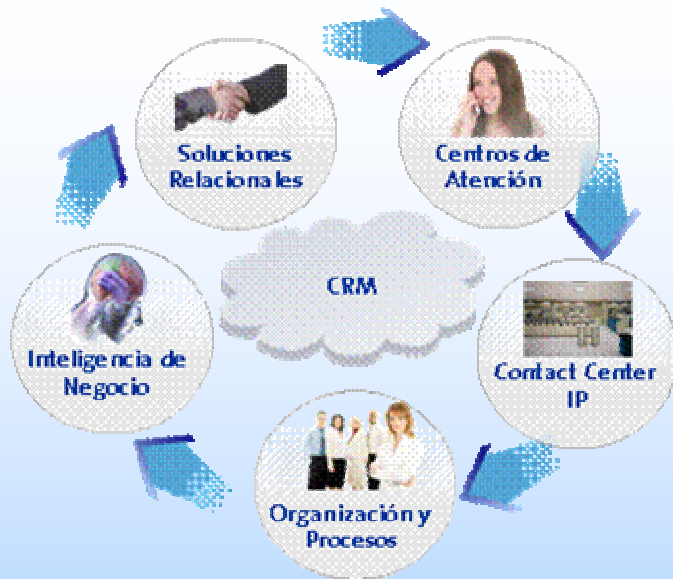 Soluciones
Relacionales
Centros de
Atención
CRM
Inteligencia de
Negocio
Contact Center
IP
Organización y
Procesos